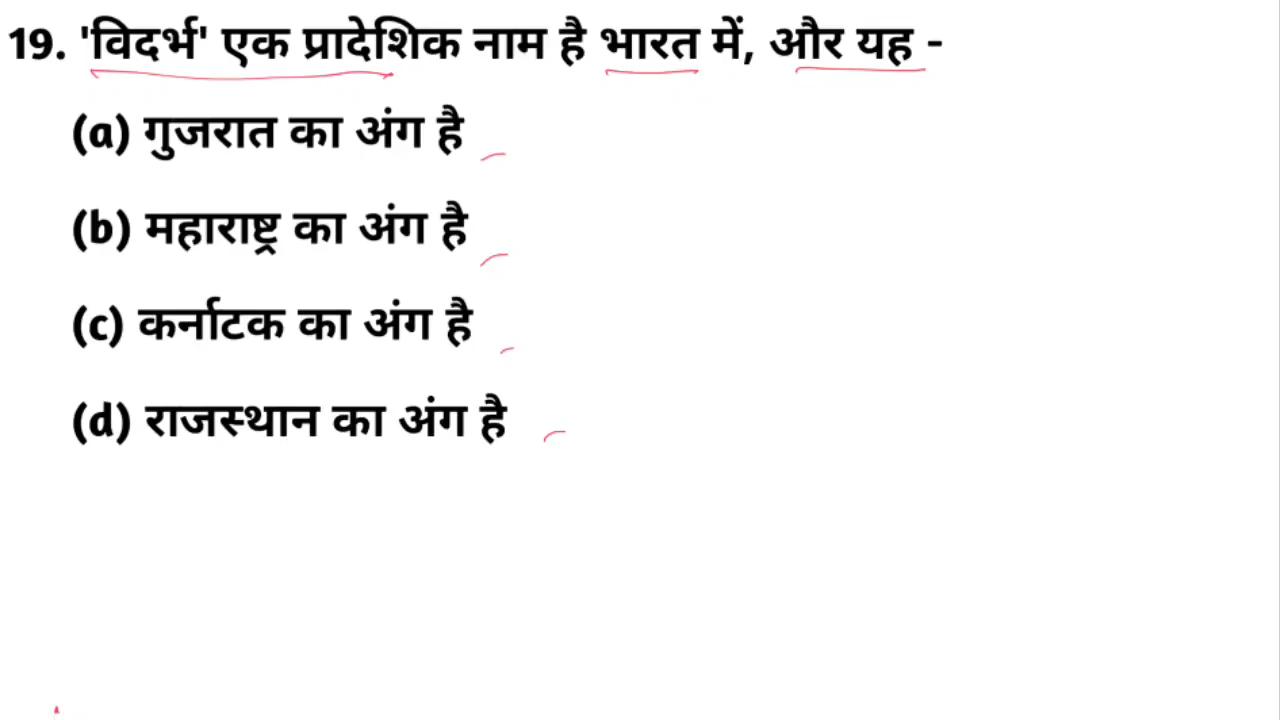 19. 'विदर्भ' एक प्रादेशिक नाम है भारत में, और यह -
(a) गुजरात का अंग है
(b) महाराष्ट्र का अंग है
(c) कर्नाटक का अंग है
(d) राजस्थान का अंग है